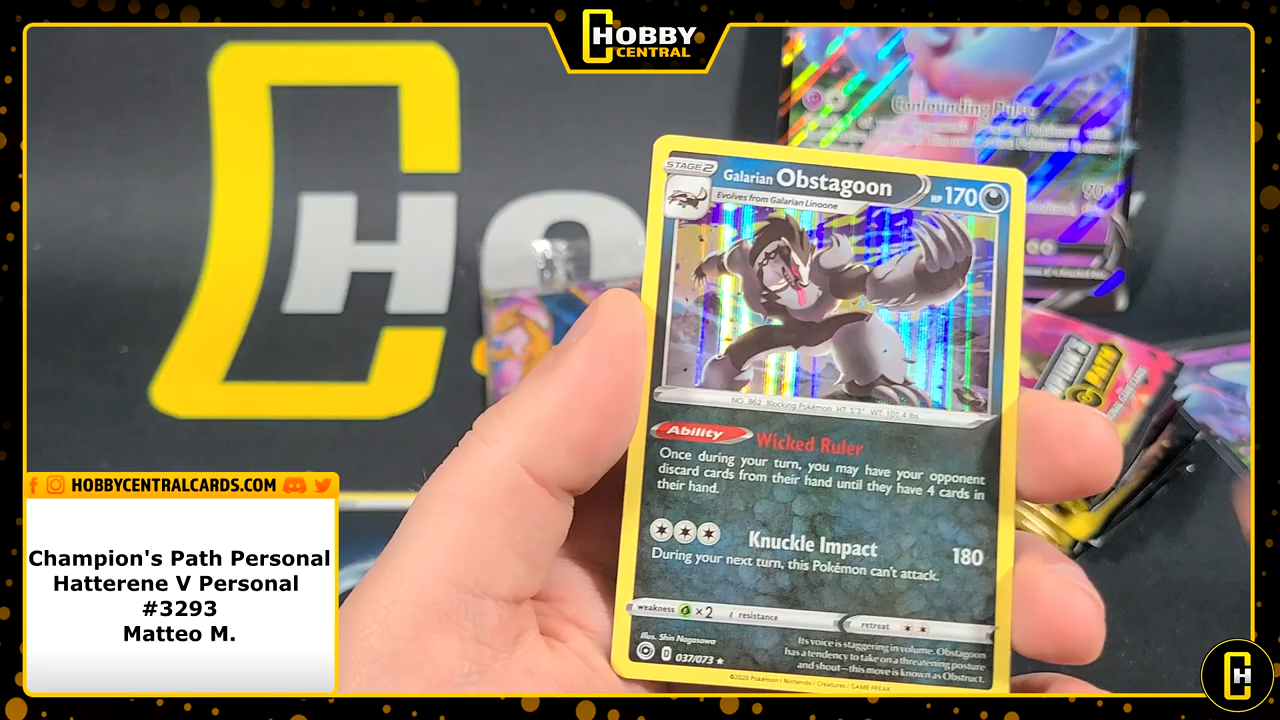 HOBBY
CENTRAL
Confounding Pulse
90
H
STAGE 2
Galarian Obstagoon
HP 170
Evolves from Galarian Linoone
NO. 862 Blocking Pokémon HT: 5'3" WT: 101.4 lbs.
Ability Wicked Ruler
Once during your turn, you may have your opponent
discard cards from their hand until they have 4 cards in
their hand.
Knuckle Impact 180
During your next turn, this Pokémon can't attack.
weakness ×2 resistance retreat
Illus. Shin Nagasawa
D 037/073 ★
Its voice is staggering in volume. Obstagoon
has a tendency to take on a threatening posture
and shout—this move is known as Obstruct.
©2020 Pokémon / Nintendo / Creatures / GAME FREAK
PATH
HOBBYCENTRALCARDS.COM
Champion's Path Personal
Hatterene V Personal
#3293
Matteo M.
H